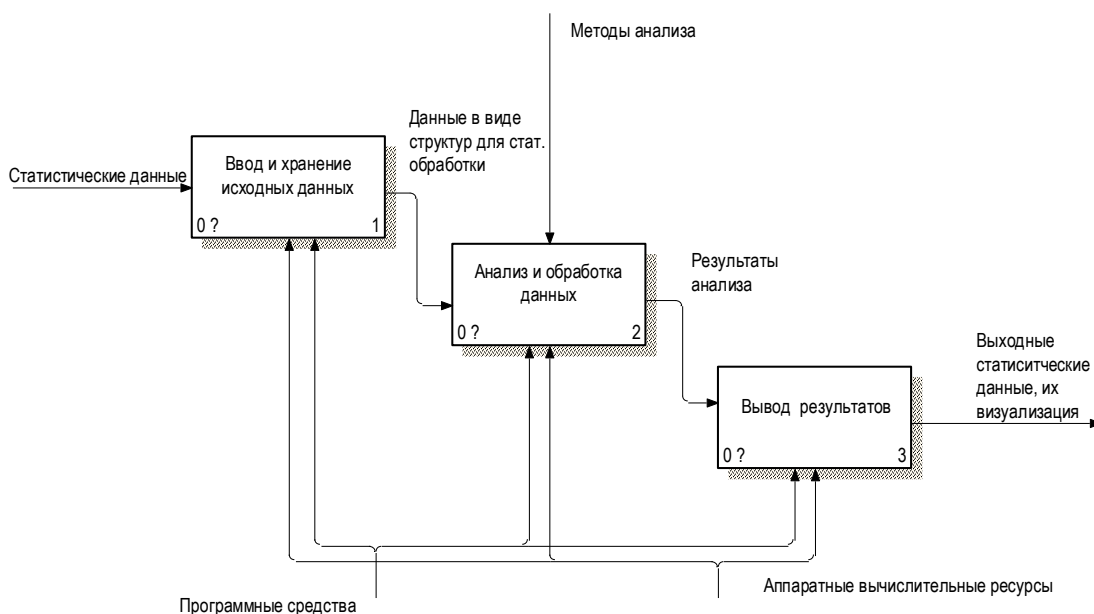 Методы анализа
Данные в виде
структур для стат.
обработки
Статистические данные
Ввод и хранение
исходных данных
0 ?
1
Анализ и обработка
данных
0 ?
2
Результаты
анализа
Вывод результатов
0 ?
3
Выходные
статиситческие
данные, их
визуализация
Аппаратные вычислительные ресурсы
Программные средства